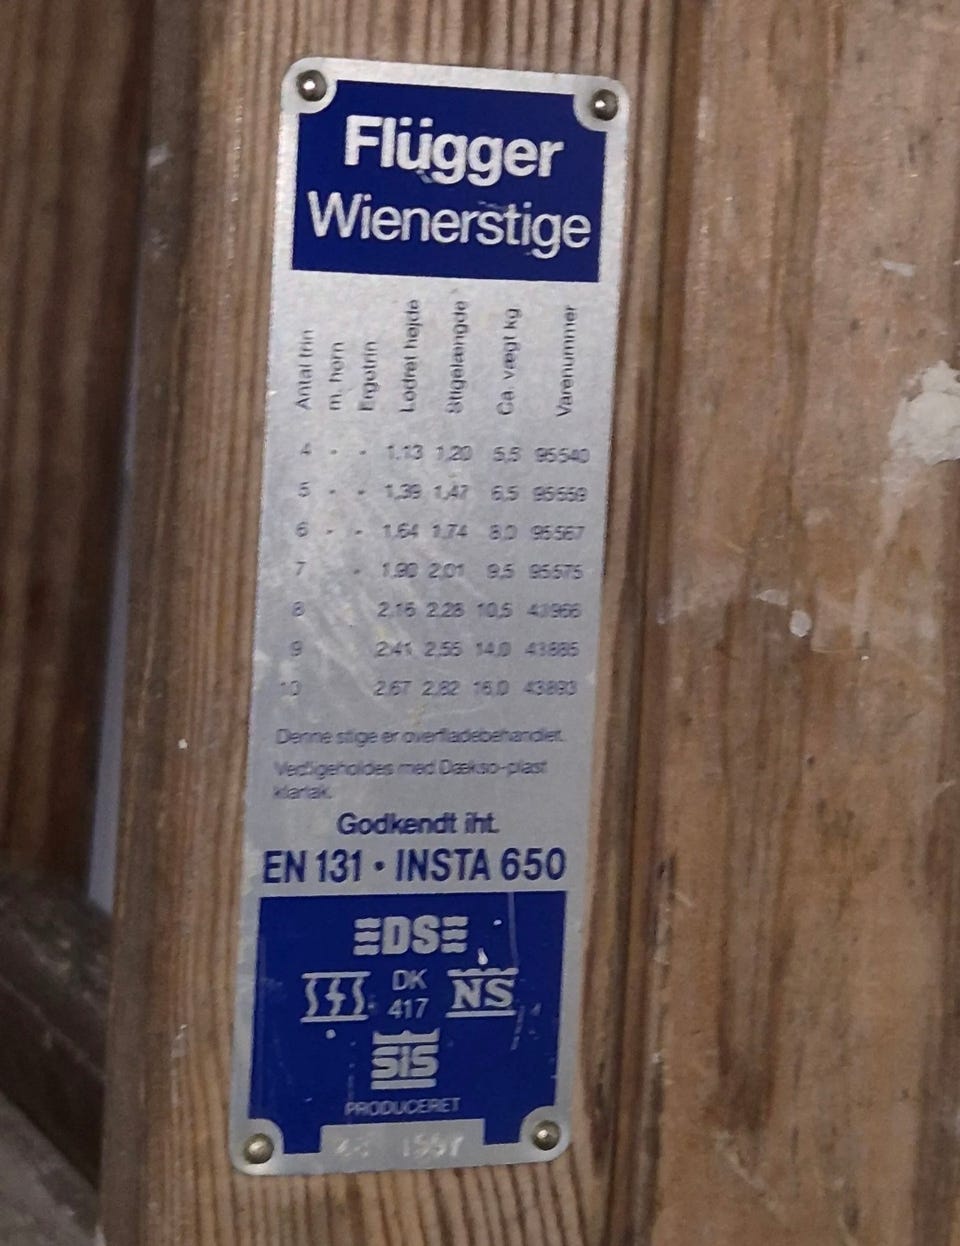 Flügger
Wienerstige
Antal trin
m. horn
Ergotrin
Lodret højde
Stigelængde
Ca. vægt kg
Varenummer
4 - - 1,13 1,20 5,5 95540
5 - - 1,39 1,47 6,5 95559
6 - - 1,64 1,74 8,0 95567
7 - 1,90 2,01 9,5 95575
8 2,16 2,28 10,5 43966
9 2,41 2,55 14,0 43885
10 2,67 2,82 16,0 43893
Denne stige er overfladebehandlet.
Vedligeholdes med Dækso-plast
klarlak.
Godkendt iht.
EN 131 • INSTA 650
DS
SFS DK NS
417
SIS
PRODUCERET